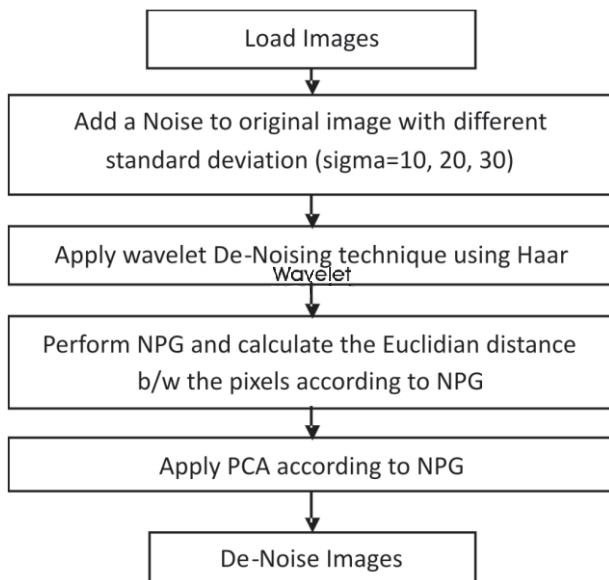 Load Images
Add a Noise to original image with different
standard deviation (sigma=10, 20, 30)
Apply wavelet De-Noising technique using Haar
Wavelet
Perform NPG and calculate the Euclidian distance
b/w the pixels according to NPG
Apply PCA according to NPG
De-Noise Images